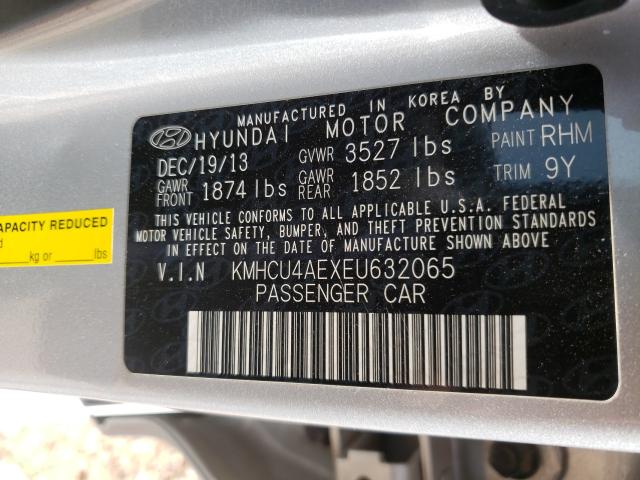 MANUFACTURED IN KOREA BY
HYUNDAI MOTOR COMPANY
DEC/19/13 GVWR 3527 lbs PAINT RHM
GAWR FRONT 1874 lbs GAWR REAR 1852 lbs TRIM 9Y
THIS VEHICLE CONFORMS TO ALL APPLICABLE U.S.A. FEDERAL
MOTOR VEHICLE SAFETY, BUMPER, AND THEFT PREVENTION STANDARDS
IN EFFECT ON THE DATE OF MANUFACTURE SHOWN ABOVE.
V.I.N KMHCU4AEXEU632065
PASSENGER CAR
CAPACITY REDUCED
kg or lbs